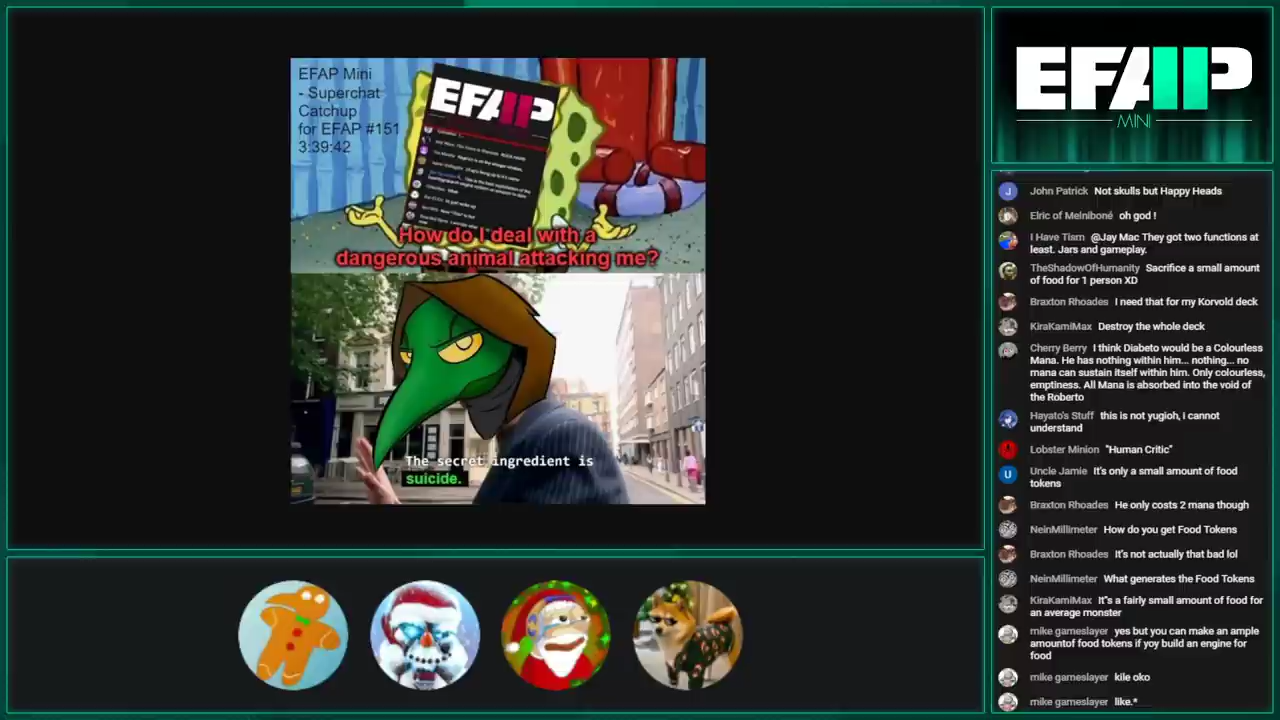 EFAP Mini
- Superchat
Catchup
for EFAP #151
3:39:42
EFAP
How do I deal with a
dangerous animal attacking me?
The secret ingredient is
suicide.
EFAP
MINI
John Patrick Not skulls but Happy Heads
Elric of Melniboné oh god !
I Have Tism @Jay Mac They got two functions at
least. Jars and gameplay.
TheShadowOfHumanity Sacrifice a small amount
of food for 1 person XD
Braxton Rhoades I need that for my Korvold deck
KiraKamiMax Destroy the whole deck
Cherry Berry I think Diabeto would be a Colourless
Mana. He has nothing within him... nothing... no
mana can sustain itself within him. Only colourless,
emptiness. All Mana is absorbed into the void of
the Roberto
Hayato's Stuff this is not yugioh, i cannot
understand
Lobster Minion "Human Critic"
Uncle Jamie It's only a small amount of food
tokens
Braxton Rhoades He only costs 2 mana though
NeinMillimeter How do you get Food Tokens
Braxton Rhoades It's not actually that bad lol
NeinMillimeter What generates the Food Tokens
KiraKamiMax It"s a fairly small amount of food for
an average monster
mike gameslayer yes but you can make an ample
amountof food tokens if yoy build an engine for
food
mike gameslayer kile oko
mike gameslayer like.*